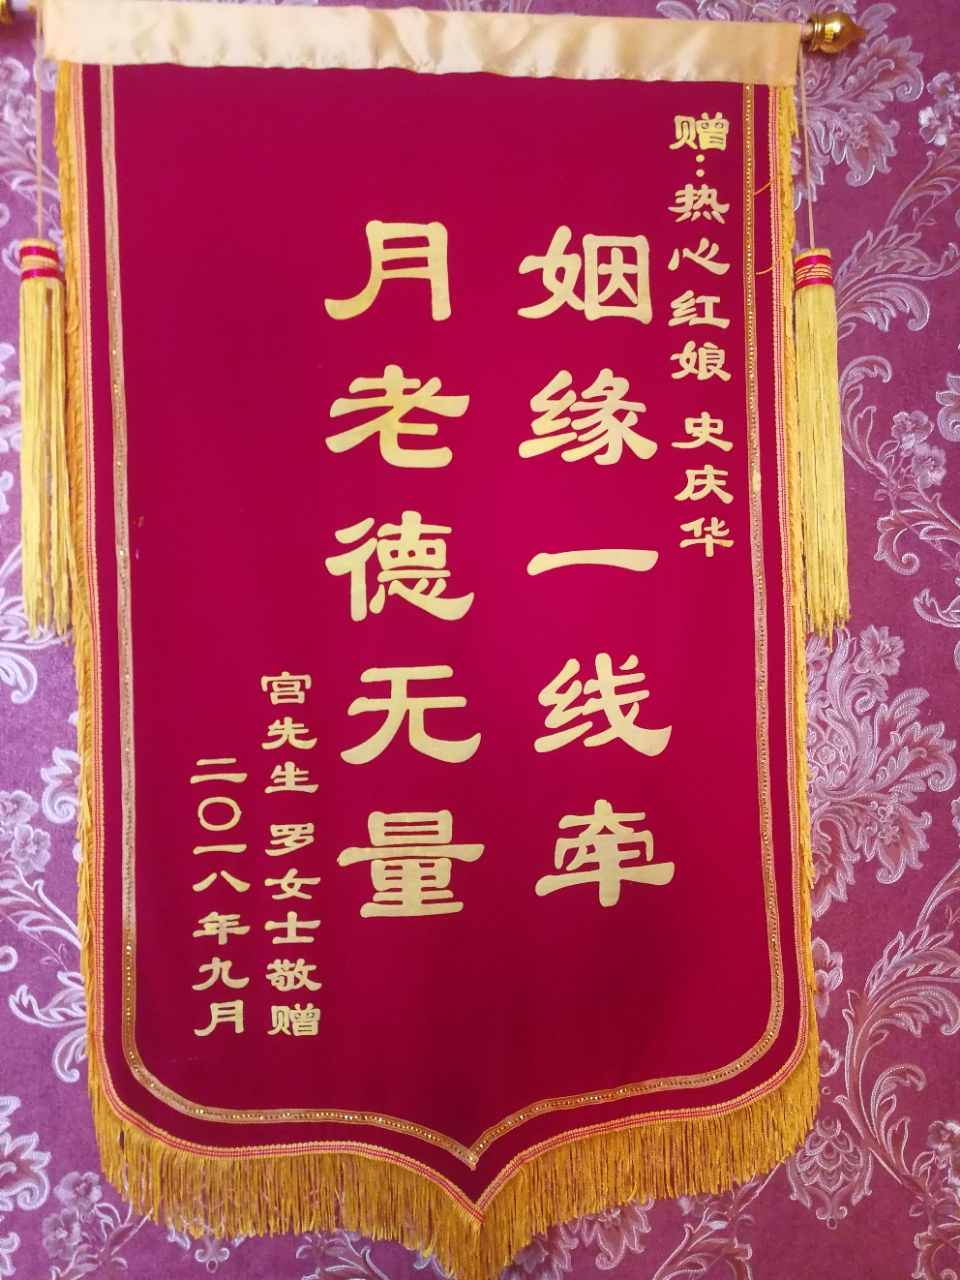 赠：热心红娘 史庆华
姻缘一线牵
月老德无量
宫先生 罗女士敬赠
二〇一八年九月